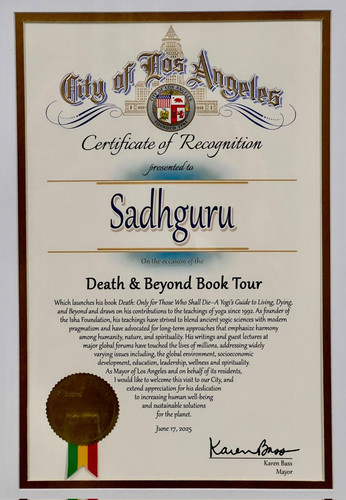 City of Los Angeles
Certificate of Recognition
presented to
Sadhguru
On the occasion of the
Death & Beyond Book Tour
Which launches his book Death: Only for Those Who Shall Die—A Yogi's Guide to Living, Dying,
and Beyond and draws on his contributions to the teachings of yoga since 1992. As founder of
the Isha Foundation, his teachings have strived to blend ancient yogic sciences with modern
pragmatism and have advocated for long-term approaches that emphasize harmony
among humanity, nature, and spirituality. His writings and guest lectures at
major global forums have touched the lives of millions, addressing widely
varying issues including, the global environment, socioeconomic
development, education, leadership, wellness and spirituality.
As Mayor of Los Angeles and on behalf of its residents,
I would like to welcome this visit to our City, and
extend appreciation for his dedication
to increasing human well-being
and sustainable solutions
for the planet.
June 17, 2025
Karen Bass
Karen Bass
Mayor